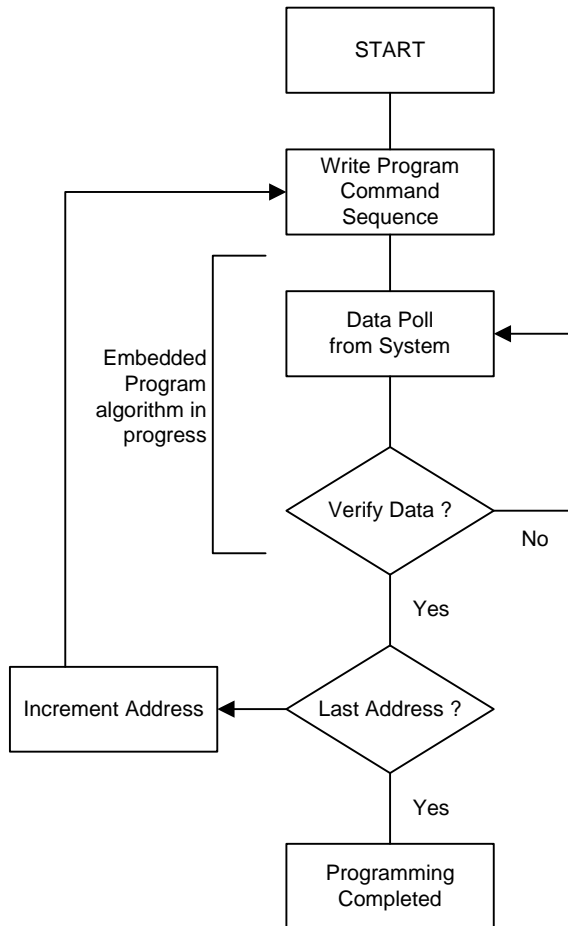 START
Write Program
Command
Sequence
Data Poll
from System
Embedded
Program
algorithm in
progress
Verify Data ?
No
Yes
Increment Address
Last Address ?
Yes
Programming
Completed